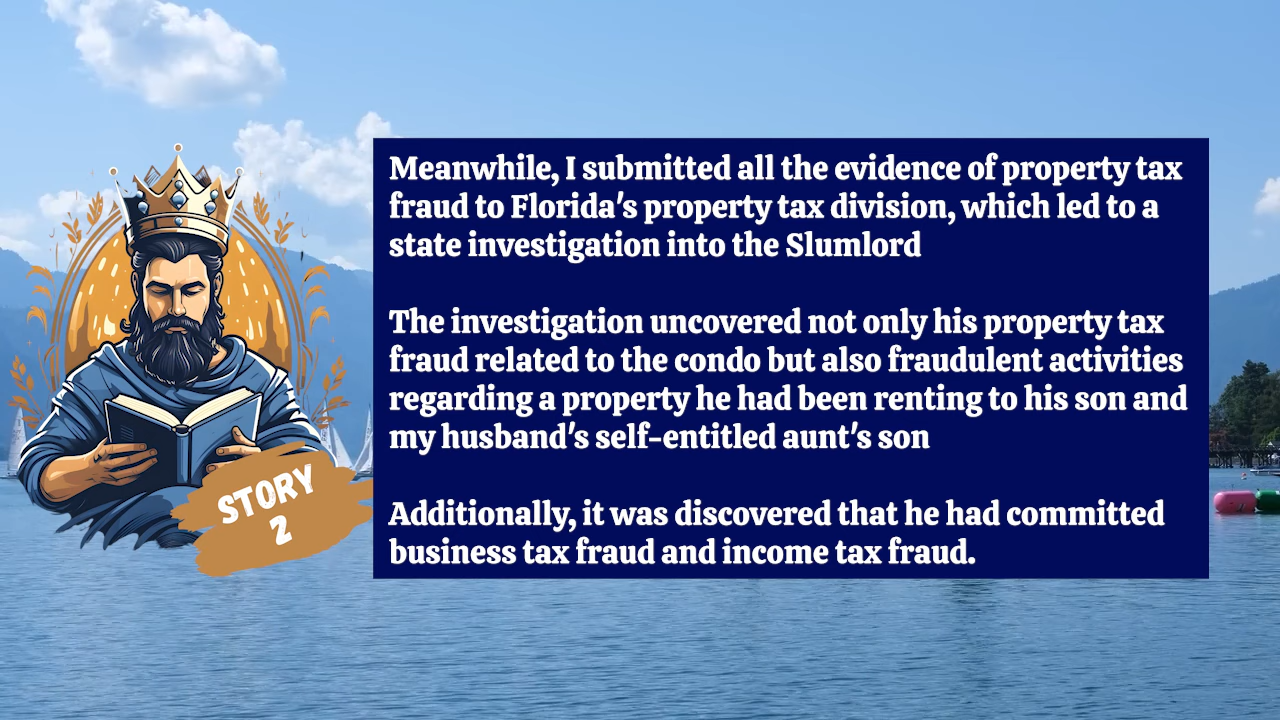 Meanwhile, I submitted all the evidence of property tax
fraud to Florida's property tax division, which led to a
state investigation into the Slumlord
The investigation uncovered not only his property tax
fraud related to the condo but also fraudulent activities
regarding a property he had been renting to his son and
my husband's self-entitled aunt's son
Additionally, it was discovered that he had committed
business tax fraud and income tax fraud.
STORY
2